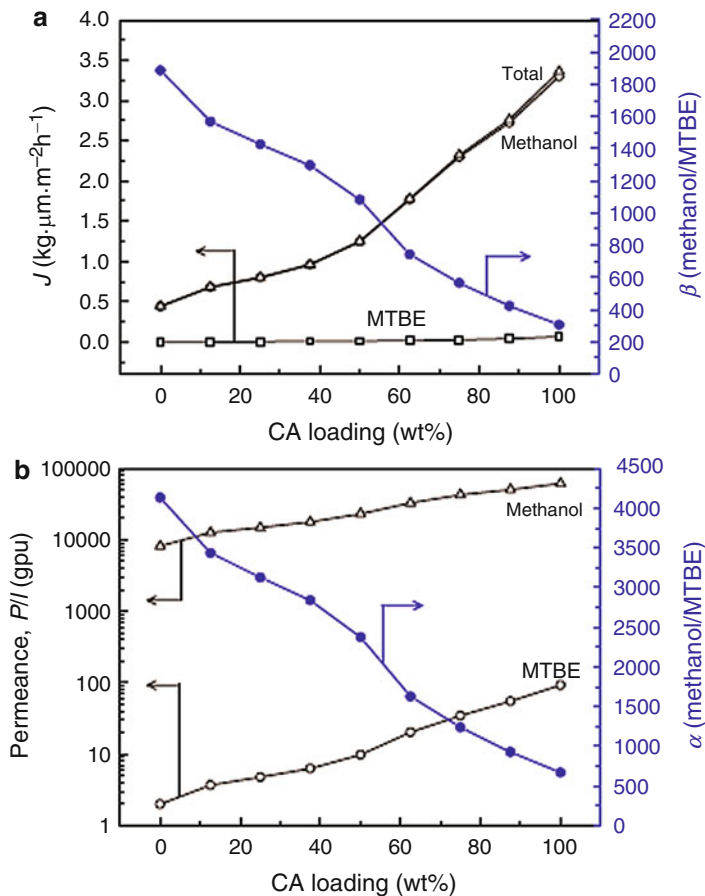 a
4.0
3.5
3.0
2.5
2.0
1.5
1.0
0.5
0.0
J (kg·μm·m⁻²h⁻¹)
Total
Methanol
MTBE
2200
2000
1800
1600
1400
1200
1000
800
600
400
200
0
β (methanol/MTBE)
0 20 40 60 80 100
CA loading (wt%)
b
100000
10000
1000
100
10
1
Permeance, P/l (gpu)
Methanol
MTBE
4500
4000
3500
3000
2500
2000
1500
1000
500
0
α (methanol/MTBE)
0 20 40 60 80 100
CA loading (wt%)